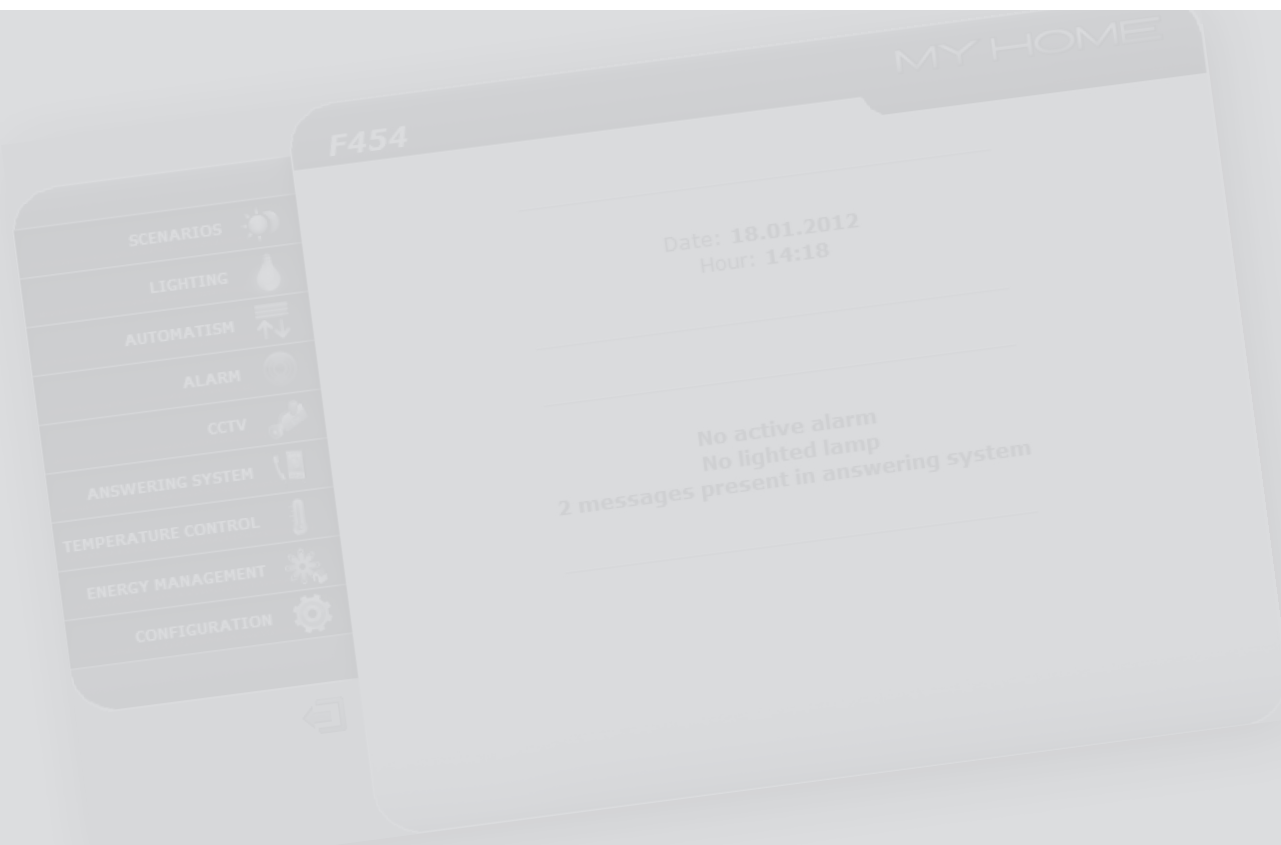 MY HOME
F454
SCENARIOS
LIGHTING
AUTOMATISM
ALARM
CCTV
ANSWERING SYSTEM
TEMPERATURE CONTROL
ENERGY MANAGEMENT
CONFIGURATION
Date: 18.01.2012
Hour: 14:18
No active alarm
No lighted lamp
2 messages present in answering system